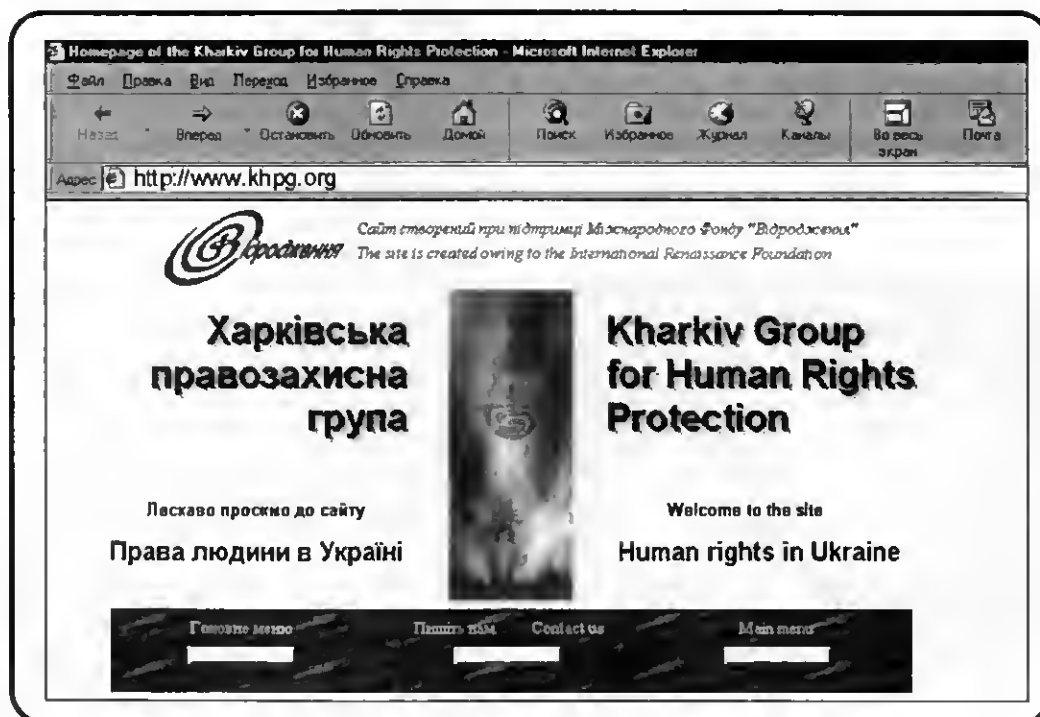 Homepage of the Kharkiv Group for Human Rights Protection - Microsoft Internet Explorer
Файл Правка Вид Переход Избранное Справка
Назад Вперед Остановить Обновить Домой Поиск Избранное Журнал Каналы Во весь экран Почта
Адрес http://www.khpg.org
Відродження
Сайт створений при підтримці Міжнародного Фонду "Відродження"
The site is created owing to the International Renaissance Foundation
Харківська
правозахисна
група
Kharkiv Group
for Human Rights
Protection
Ласкаво просимо до сайту
Права людини в Україні
Welcome to the site
Human rights in Ukraine
Головне меню Пишіть нам Contact us Main menu